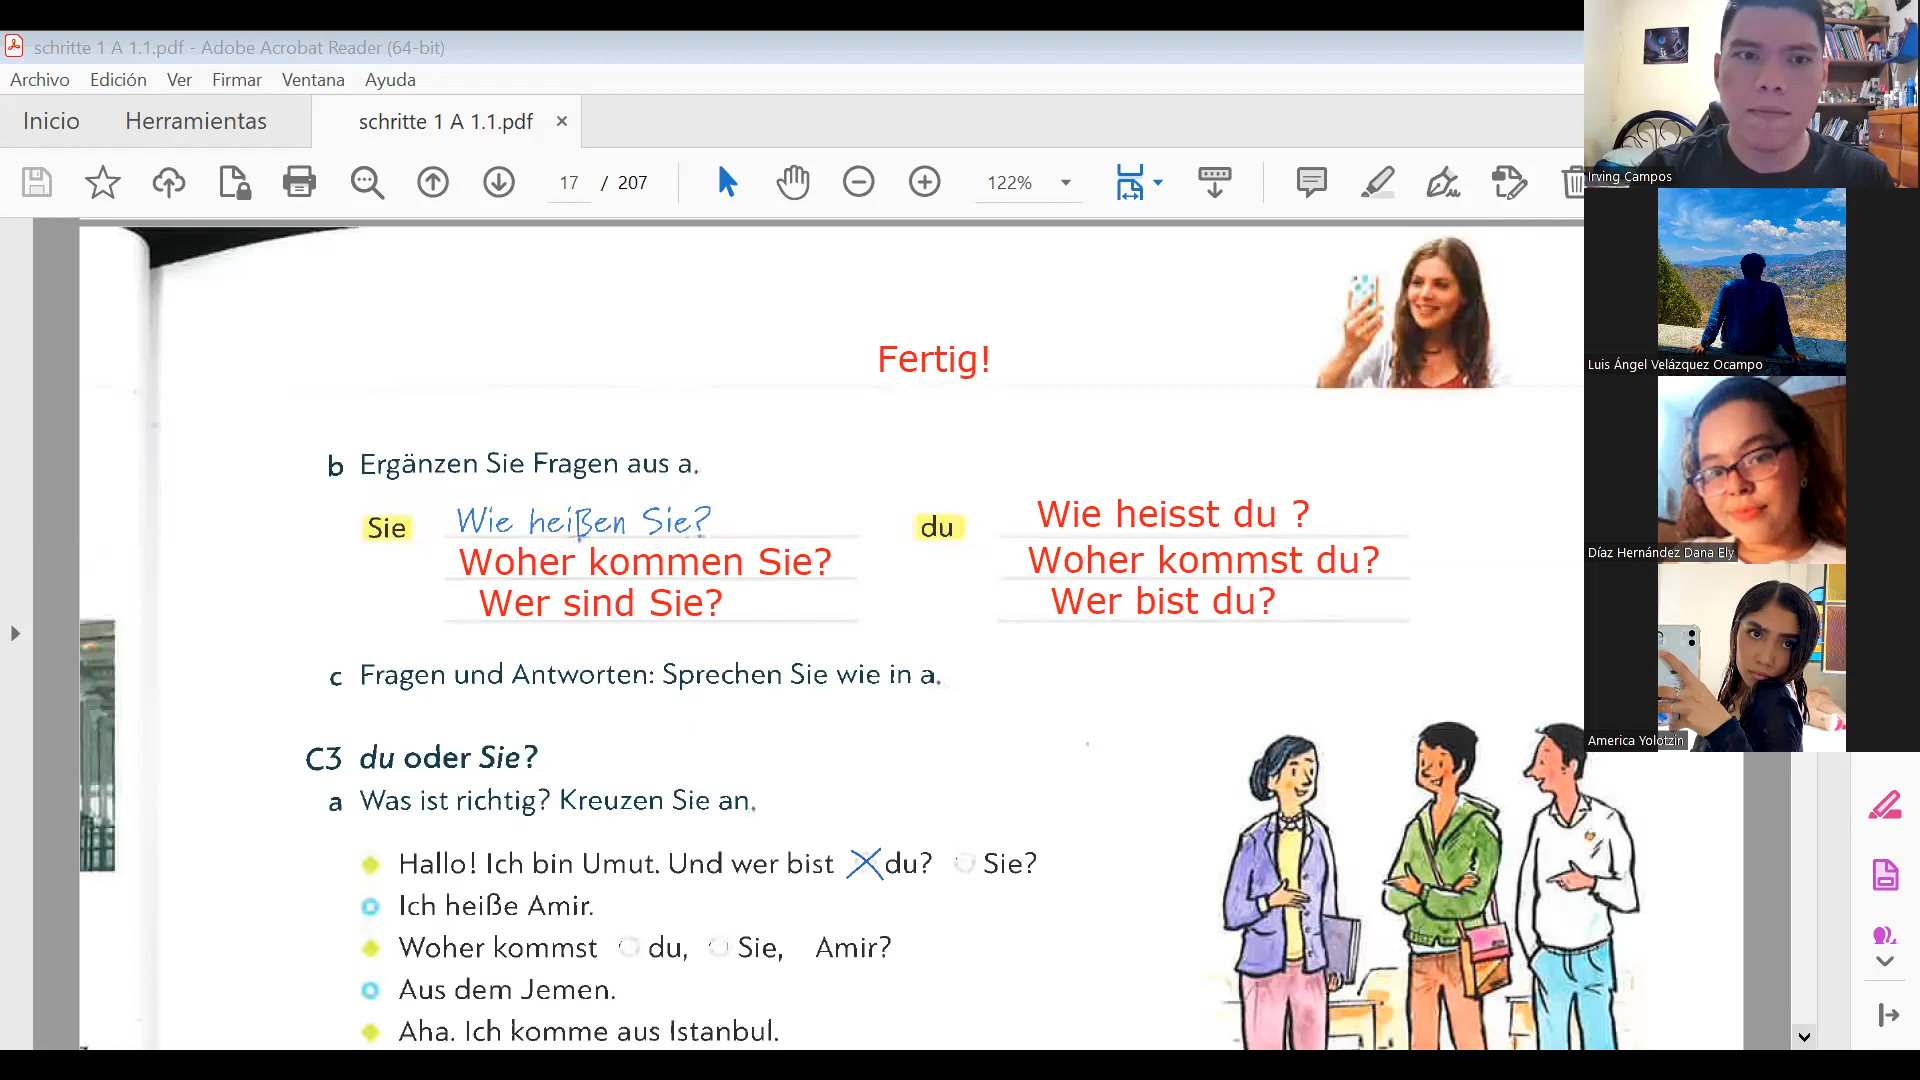 schritte 1 A 1.1.pdf - Adobe Acrobat Reader (64-bit)
Archivo Edición Ver Firmar Ventana Ayuda
Inicio Herramientas schritte 1 A 1.1.pdf ×
17 / 207 122%
Irving Campos
Luis Ángel Velázquez Ocampo
Díaz Hernández Dana Ely
America Yolotzin
Fertig!
b Ergänzen Sie Fragen aus a.
Sie Wie heißen Sie? du Wie heisst du ?
Woher kommen Sie? Woher kommst du?
Wer sind Sie? Wer bist du?
c Fragen und Antworten: Sprechen Sie wie in a.
C3 du oder Sie?
a Was ist richtig? Kreuzen Sie an.
Hallo! Ich bin Umut. Und wer bist du? Sie?
Ich heiße Amir.
Woher kommst du, Sie, Amir?
Aus dem Jemen.
Aha. Ich komme aus Istanbul.